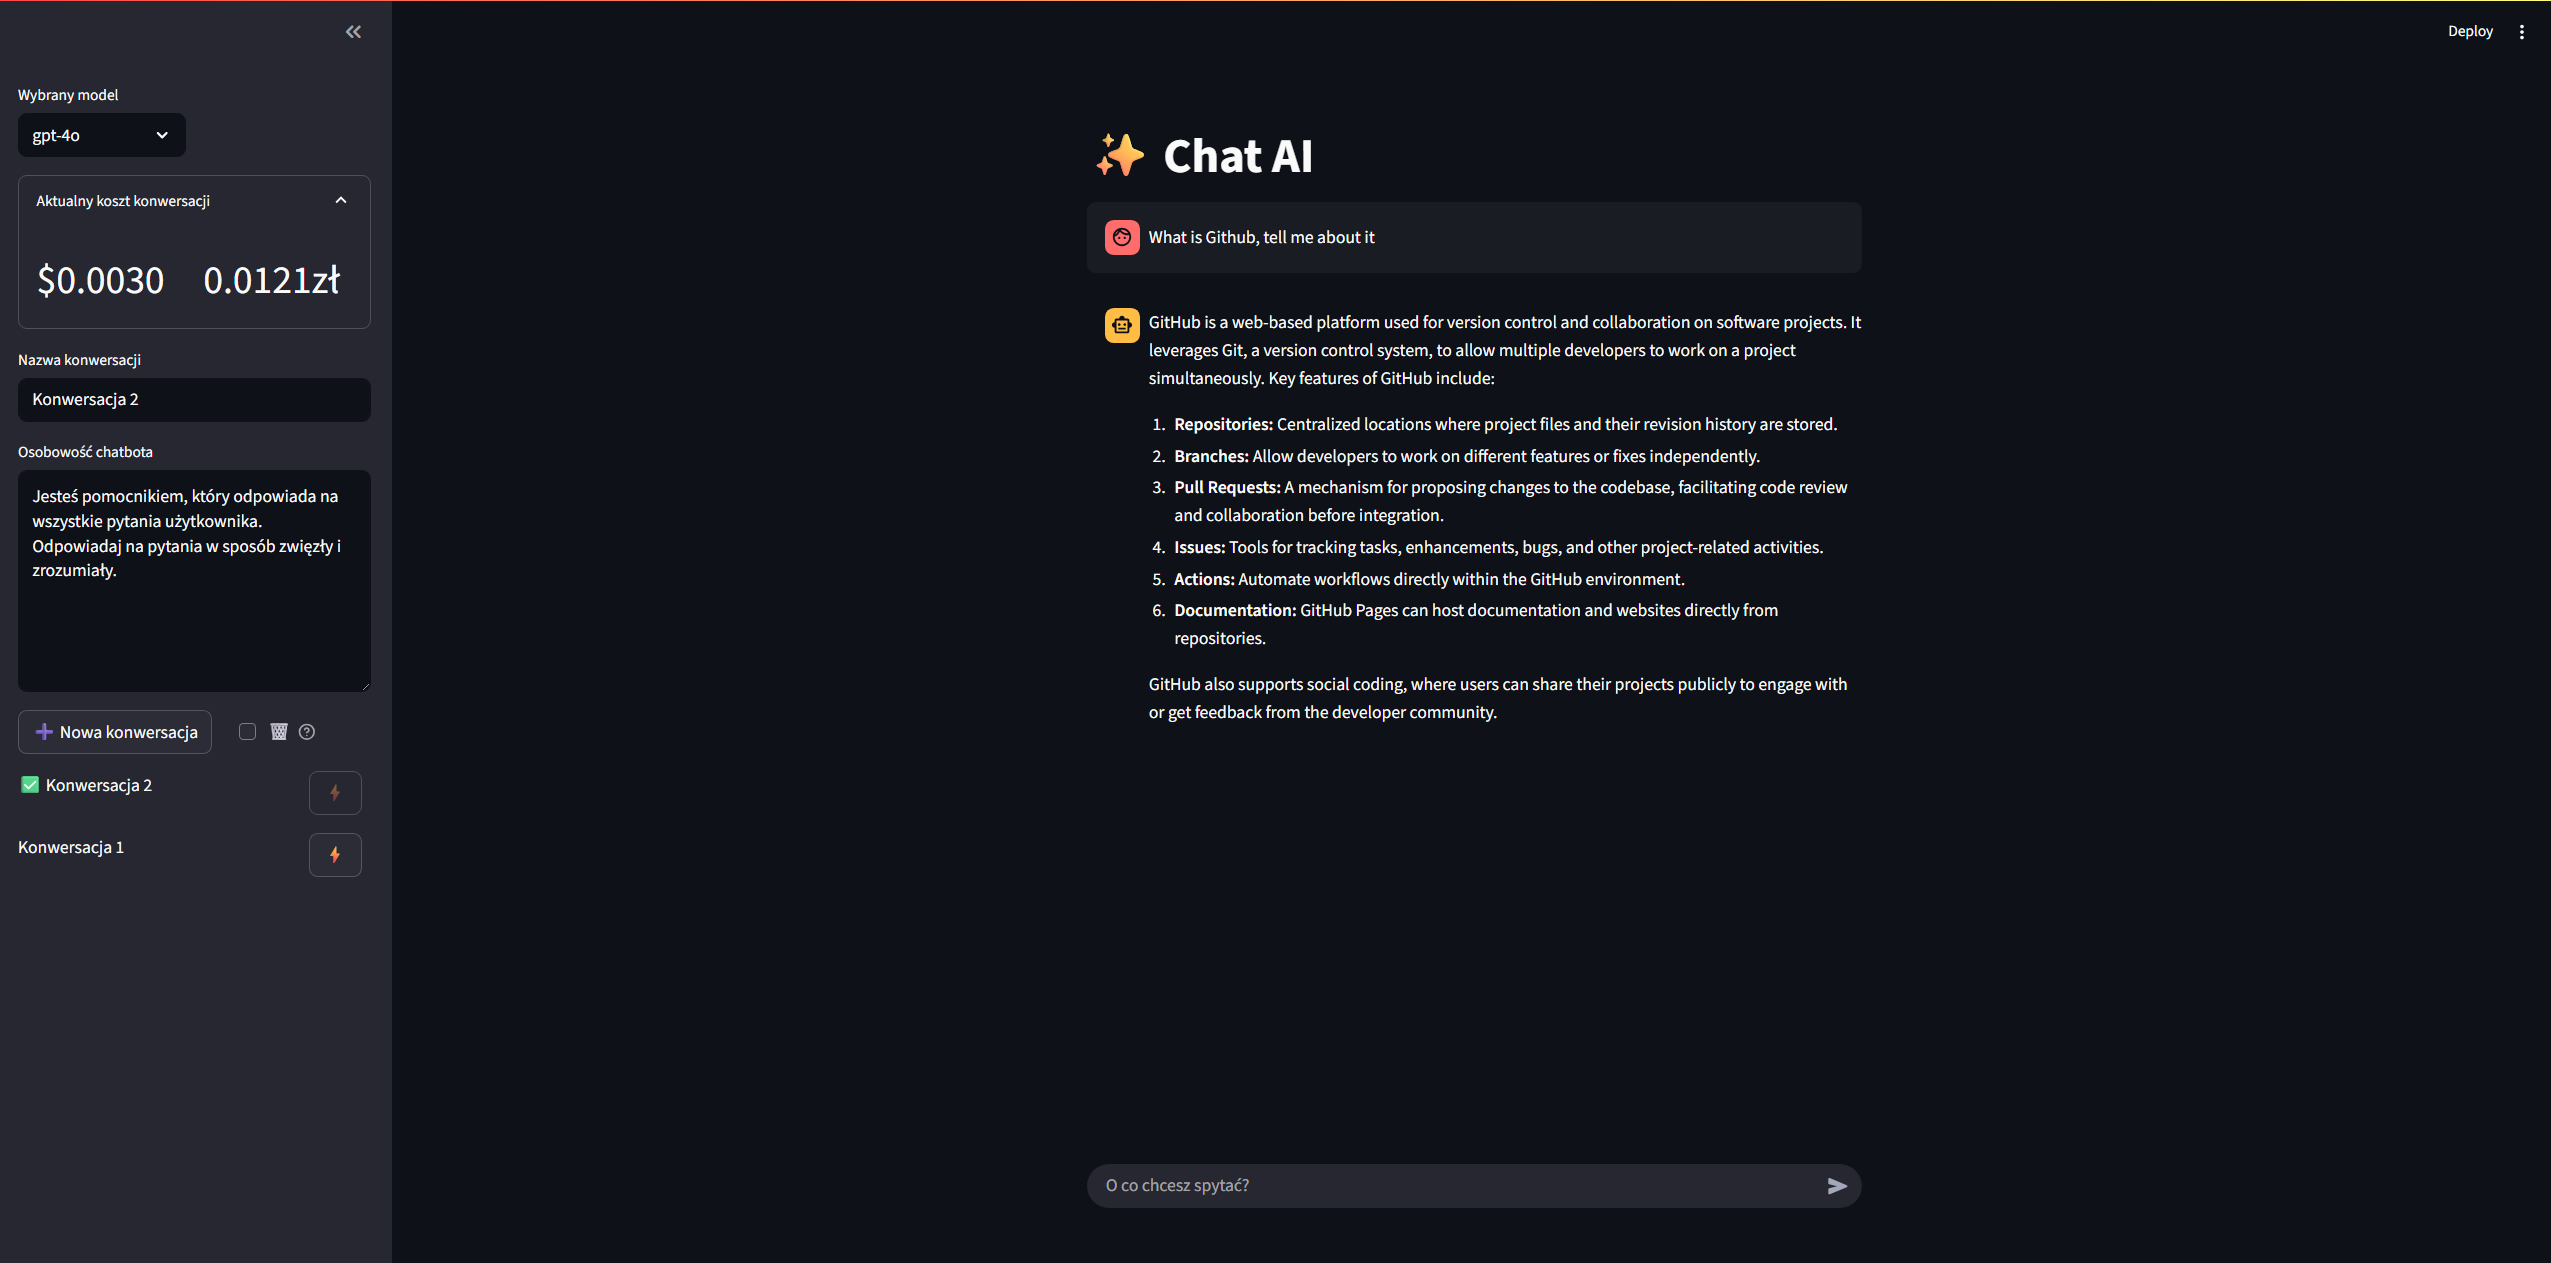 Deploy
Wybrany model
gpt-4o
Aktualny koszt konwersacji
$0.0030 0.0121zł
Nazwa konwersacji
Konwersacja 2
Osobowość chatbota
Jesteś pomocnikiem, który odpowiada na
wszystkie pytania użytkownika.
Odpowiadaj na pytania w sposób zwięzły i
zrozumiały.
Nowa konwersacja
Konwersacja 2
Konwersacja 1
Chat AI
What is Github, tell me about it
GitHub is a web-based platform used for version control and collaboration on software projects. It
leverages Git, a version control system, to allow multiple developers to work on a project
simultaneously. Key features of GitHub include:
1. Repositories: Centralized locations where project files and their revision history are stored.
2. Branches: Allow developers to work on different features or fixes independently.
3. Pull Requests: A mechanism for proposing changes to the codebase, facilitating code review
and collaboration before integration.
4. Issues: Tools for tracking tasks, enhancements, bugs, and other project-related activities.
5. Actions: Automate workflows directly within the GitHub environment.
6. Documentation: GitHub Pages can host documentation and websites directly from
repositories.
GitHub also supports social coding, where users can share their projects publicly to engage with
or get feedback from the developer community.
O co chcesz spytać?